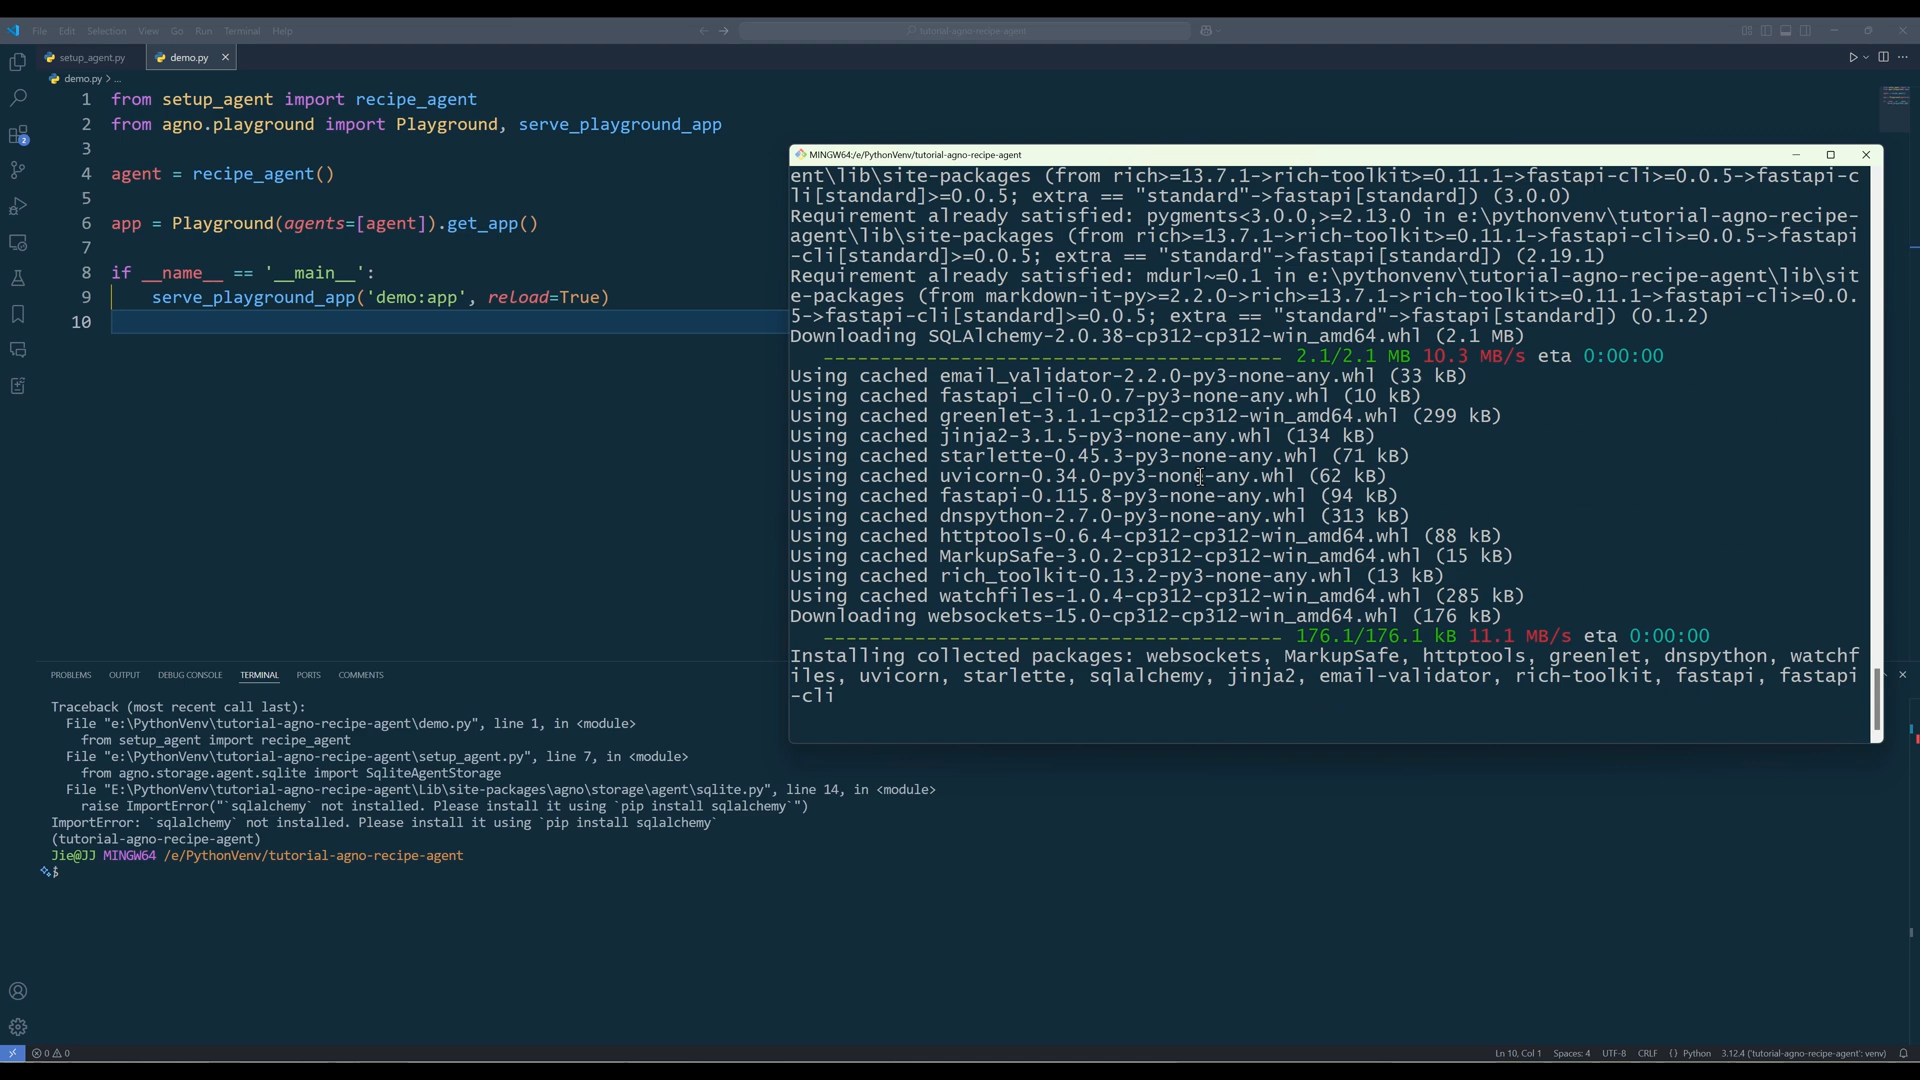 File Edit Selection View Go Run Terminal Help
tutorial-agno-recipe-agent
setup_agent.py
demo.py
demo.py > ...
1 from setup_agent import recipe_agent
2 from agno.playground import Playground, serve_playground_app
3
4 agent = recipe_agent()
5
6 app = Playground(agents=[agent]).get_app()
7
8 if __name__ == '__main__':
9 serve_playground_app('demo:app', reload=True)
10
2
MINGW64:/e/PythonVenv/tutorial-agno-recipe-agent
ent\lib\site-packages (from rich>=13.7.1->rich-toolkit>=0.11.1->fastapi-cli>=0.0.5->fastapi-c
li[standard]>=0.0.5; extra == "standard"->fastapi[standard]) (3.0.0)
Requirement already satisfied: pygments<3.0.0,>=2.13.0 in e:\pythonvenv\tutorial-agno-recipe-
agent\lib\site-packages (from rich>=13.7.1->rich-toolkit>=0.11.1->fastapi-cli>=0.0.5->fastapi
-cli[standard]>=0.0.5; extra == "standard"->fastapi[standard]) (2.19.1)
Requirement already satisfied: mdurl~=0.1 in e:\pythonvenv\tutorial-agno-recipe-agent\lib\sit
e-packages (from markdown-it-py>=2.2.0->rich>=13.7.1->rich-toolkit>=0.11.1->fastapi-cli>=0.0.
5->fastapi-cli[standard]>=0.0.5; extra == "standard"->fastapi[standard]) (0.1.2)
Downloading SQLAlchemy-2.0.38-cp312-cp312-win_amd64.whl (2.1 MB)
---------------------------------------- 2.1/2.1 MB 10.3 MB/s eta 0:00:00
Using cached email_validator-2.2.0-py3-none-any.whl (33 kB)
Using cached fastapi_cli-0.0.7-py3-none-any.whl (10 kB)
Using cached greenlet-3.1.1-cp312-cp312-win_amd64.whl (299 kB)
Using cached jinja2-3.1.5-py3-none-any.whl (134 kB)
Using cached starlette-0.45.3-py3-none-any.whl (71 kB)
Using cached uvicorn-0.34.0-py3-none-any.whl (62 kB)
Using cached fastapi-0.115.8-py3-none-any.whl (94 kB)
Using cached dnspython-2.7.0-py3-none-any.whl (313 kB)
Using cached httptools-0.6.4-cp312-cp312-win_amd64.whl (88 kB)
Using cached MarkupSafe-3.0.2-cp312-cp312-win_amd64.whl (15 kB)
Using cached rich_toolkit-0.13.2-py3-none-any.whl (13 kB)
Using cached watchfiles-1.0.4-cp312-cp312-win_amd64.whl (285 kB)
Downloading websockets-15.0-cp312-cp312-win_amd64.whl (176 kB)
---------------------------------------- 176.1/176.1 kB 11.1 MB/s eta 0:00:00
Installing collected packages: websockets, MarkupSafe, httptools, greenlet, dnspython, watchf
iles, uvicorn, starlette, sqlalchemy, jinja2, email-validator, rich-toolkit, fastapi, fastapi
-cli
PROBLEMS OUTPUT DEBUG CONSOLE TERMINAL PORTS COMMENTS
Traceback (most recent call last):
File "e:\PythonVenv\tutorial-agno-recipe-agent\demo.py", line 1, in <module>
from setup_agent import recipe_agent
File "e:\PythonVenv\tutorial-agno-recipe-agent\setup_agent.py", line 7, in <module>
from agno.storage.agent.sqlite import SqliteAgentStorage
File "E:\PythonVenv\tutorial-agno-recipe-agent\Lib\site-packages\agno\storage\agent\sqlite.py", line 14, in <module>
raise ImportError("`sqlalchemy` not installed. Please install it using `pip install sqlalchemy`")
ImportError: `sqlalchemy` not installed. Please install it using `pip install sqlalchemy`
(tutorial-agno-recipe-agent)
Jie@JJ MINGW64 /e/PythonVenv/tutorial-agno-recipe-agent
$
0 0
Ln 10, Col 1 Spaces: 4 UTF-8 CRLF {} Python 3.12.4 ('tutorial-agno-recipe-agent': venv)